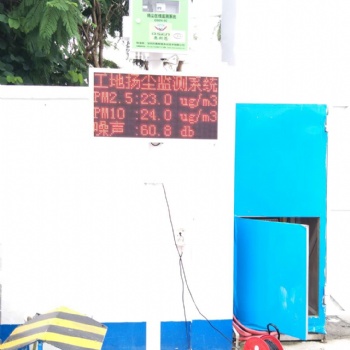 工地扬尘监测系统
PM2.5:23.0 ug/m3
PM10 :24.0 ug/m3
噪声 :60.8 db